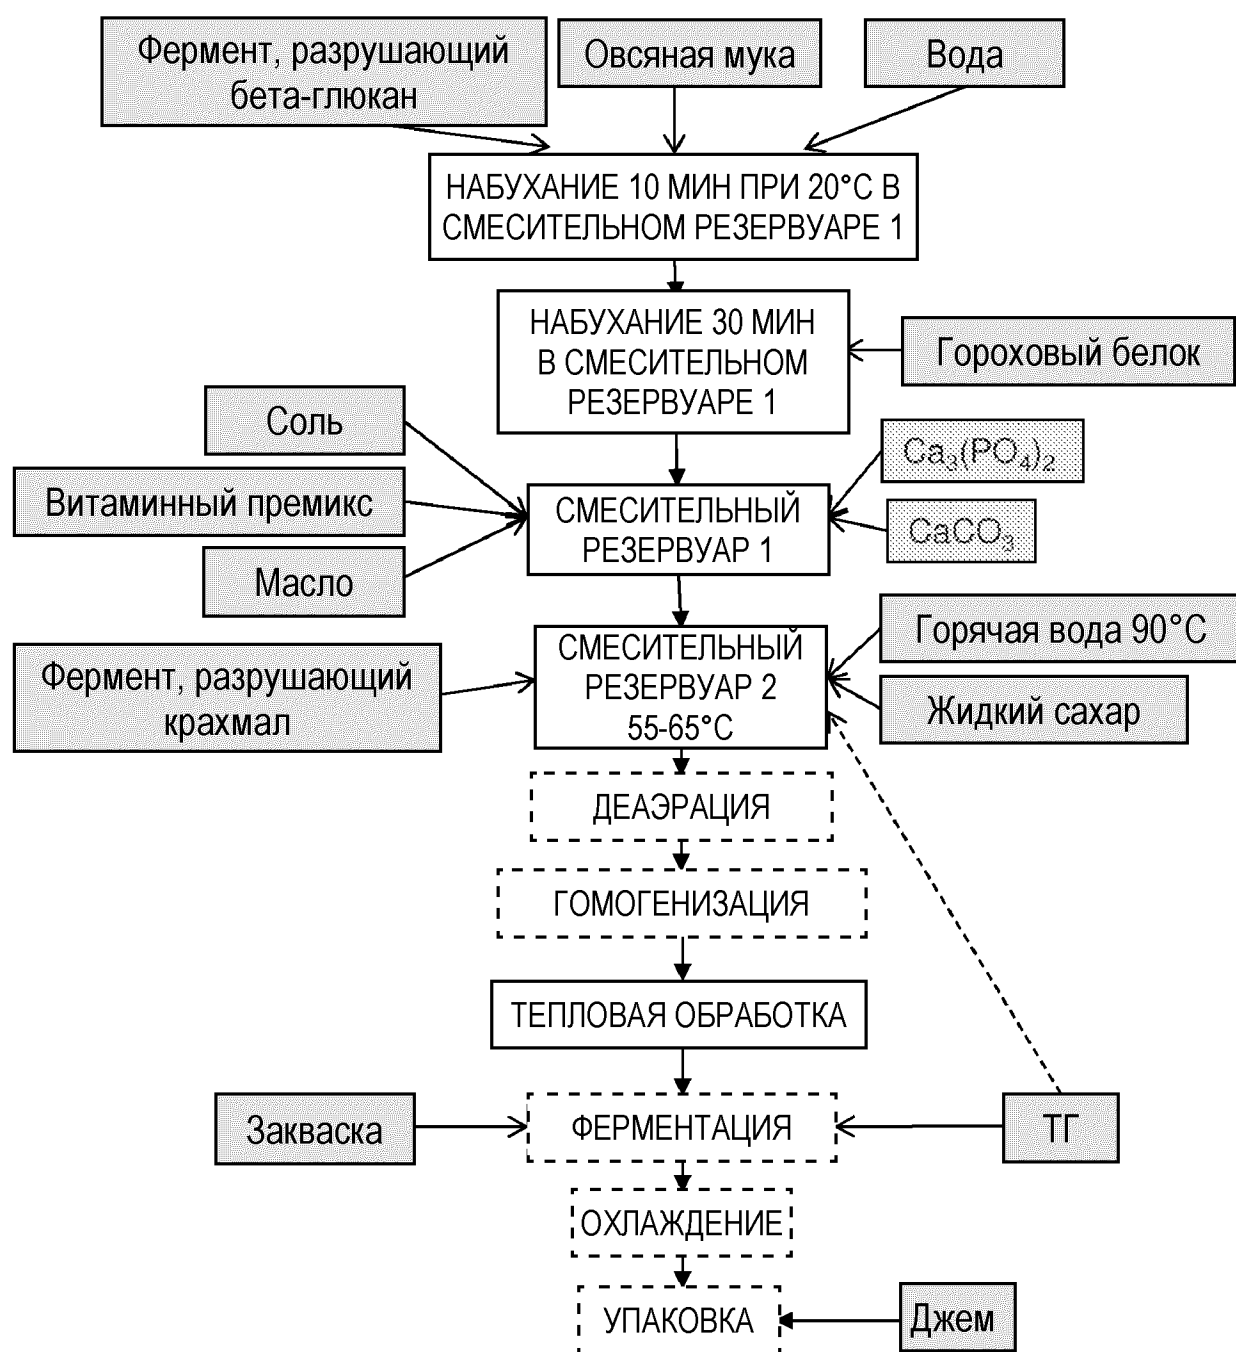 Фермент, разрушающий
бета-глюкан
Овсяная мука
Вода
НАБУХАНИЕ 10 МИН ПРИ 20°C В
СМЕСИТЕЛЬНОМ РЕЗЕРВУАРЕ 1
НАБУХАНИЕ 30 МИН
В СМЕСИТЕЛЬНОМ
РЕЗЕРВУАРЕ 1
Гороховый белок
Соль
Витаминный премикс
Масло
СМЕСИТЕЛЬНЫЙ
РЕЗЕРВУАР 1
Ca₃(PO₄)₂
CaCO₃
Фермент, разрушающий
крахмал
СМЕСИТЕЛЬНЫЙ
РЕЗЕРВУАР 2
55-65°C
Горячая вода 90°C
Жидкий сахар
ДЕАЭРАЦИЯ
ГОМОГЕНИЗАЦИЯ
ТЕПЛОВАЯ ОБРАБОТКА
Закваска
ФЕРМЕНТАЦИЯ
ТГ
ОХЛАЖДЕНИЕ
УПАКОВКА
Джем